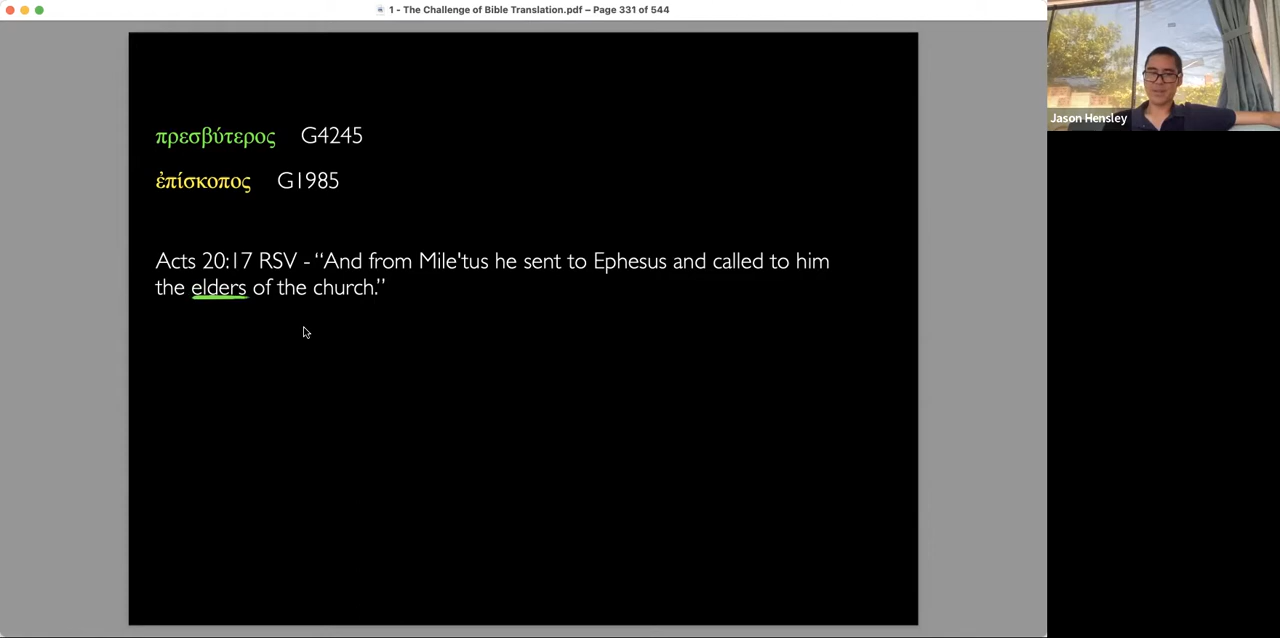 1 - The Challenge of Bible Translation.pdf – Page 331 of 544
Jason Hensley
πρεσβύτερος G4245
ἐπίσκοπος G1985
Acts 20:17 RSV - “And from Mile'tus he sent to Ephesus and called to him
the elders of the church.”